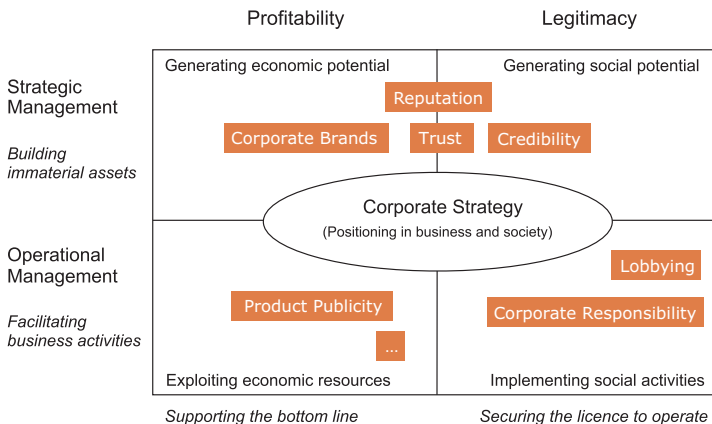 Profitability
Legitimacy
Generating economic potential
Generating social potential
Strategic
Management
Reputation
Corporate Brands
Trust
Credibility
Building
immaterial assets
Corporate Strategy
(Positioning in business and society)
Operational
Management
Lobbying
Product Publicity
Corporate Responsibility
Facilitating
business activities
...
Exploiting economic resources
Implementing social activities
Supporting the bottom line
Securing the licence to operate